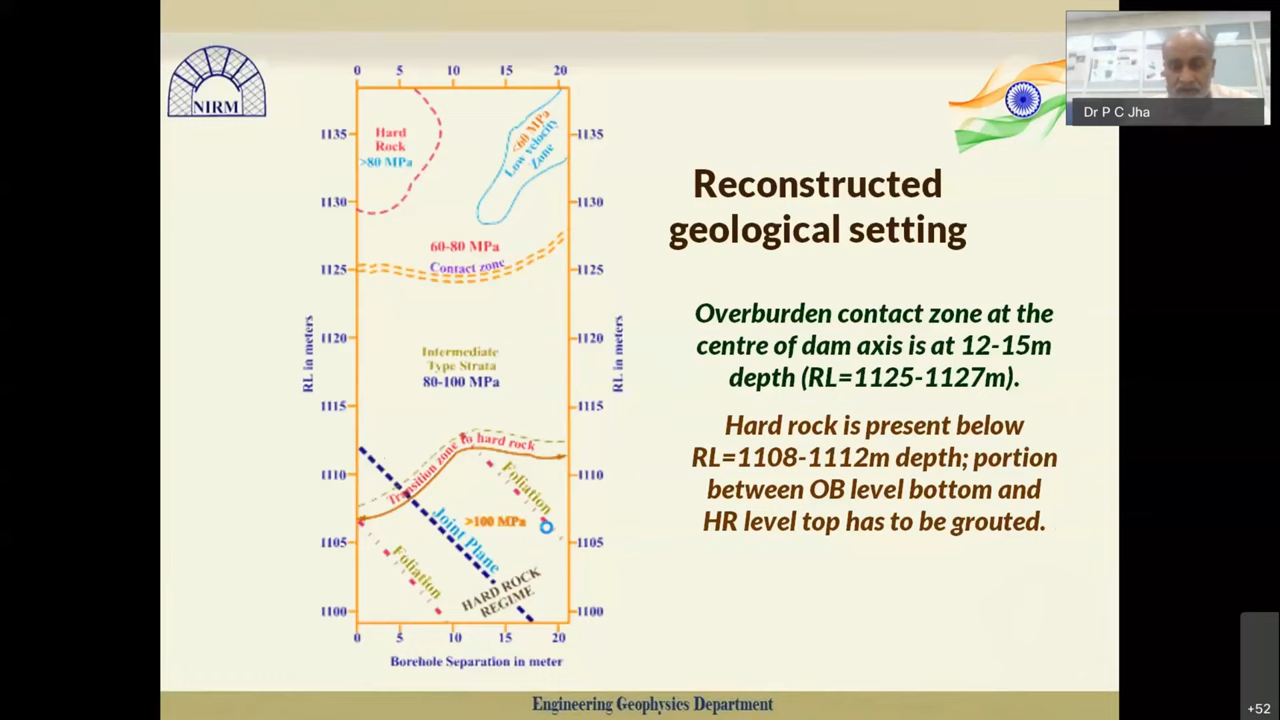 NIRM
0 5 10 15 20
1135 1135
1130 1130
1125 1125
1120 1120
1115 1115
1110 1110
1105 1105
1100 1100
0 5 10 15 20
RL in meters
RL in meters
Borehole Separation in meter
Hard
Rock
>80 MPa
<60 MPa
Low velocity
Zone
60-80 MPa
Contact zone
Intermediate
Type Strata
80-100 MPa
Transition zone to hard rock
Foliation
>100 MPa
Joint Plane
Foliation
HARD ROCK
REGIME
Reconstructed
geological setting
Overburden contact zone at the
centre of dam axis is at 12-15m
depth (RL=1125-1127m).
Hard rock is present below
RL=1108-1112m depth; portion
between OB level bottom and
HR level top has to be grouted.
Engineering Geophysics Department
Dr P C Jha
+52